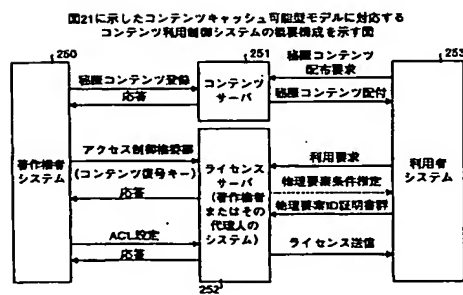 図21に示したコンテンツキャッシュ可能型モデルに対応する
コンテンツ利用制御システムの概要構成を示す図
250
251
253
著作権者
システム
秘匿コンテンツ登録
応答
コンテンツ
サーバ
秘匿コンテンツ
配布要求
秘匿コンテンツ配付
利用者
システム
アクセス制御権委譲
(コンテンツ復号キー)
応答
ACL設定
応答
ライセンス
サーバ
(著作権者
またはその
代理人の
システム)
利用要求
物理要素条件指定
物理要素ID証明書群
ライセンス送信
252